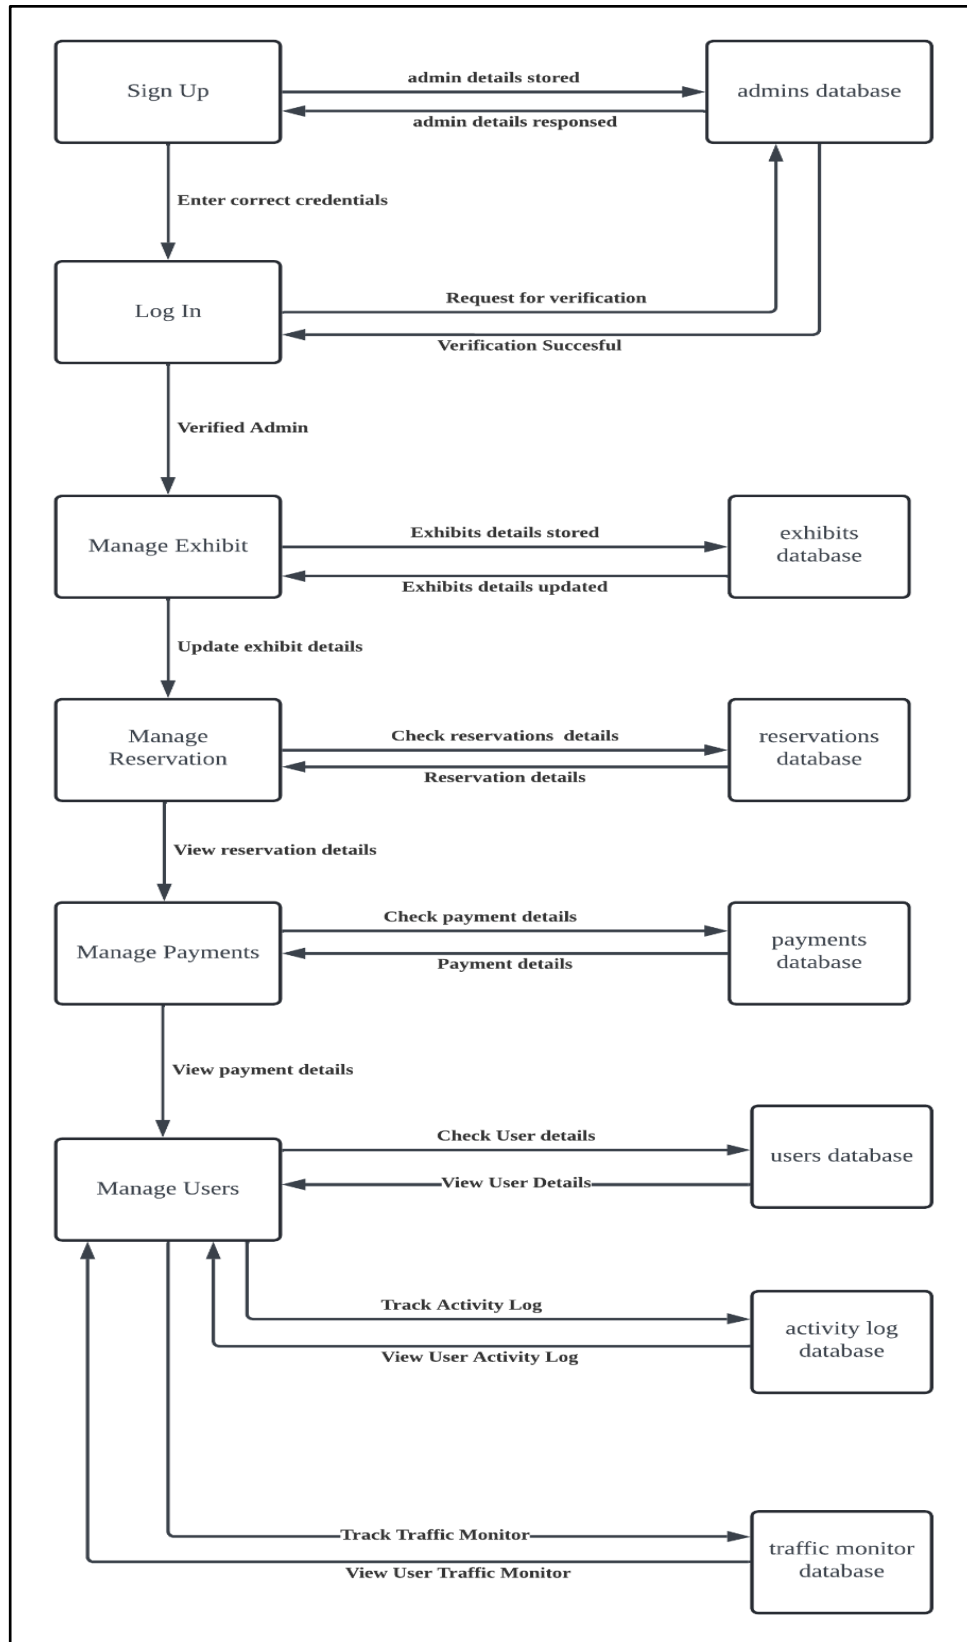 Sign Up
admin details stored
admins database
admin details responsed
Enter correct credentials
Log In
Request for verification
Verification Succesful
Verified Admin
Manage Exhibit
Exhibits details stored
exhibits
database
Exhibits details updated
Update exhibit details
Manage
Reservation
Check reservations details
reservations
database
Reservation details
View reservation details
Manage Payments
Check payment details
payments
database
Payment details
View payment details
Manage Users
Check User details
users database
View User Details
Track Activity Log
activity log
database
View User Activity Log
Track Traffic Monitor
traffic monitor
database
View User Traffic Monitor